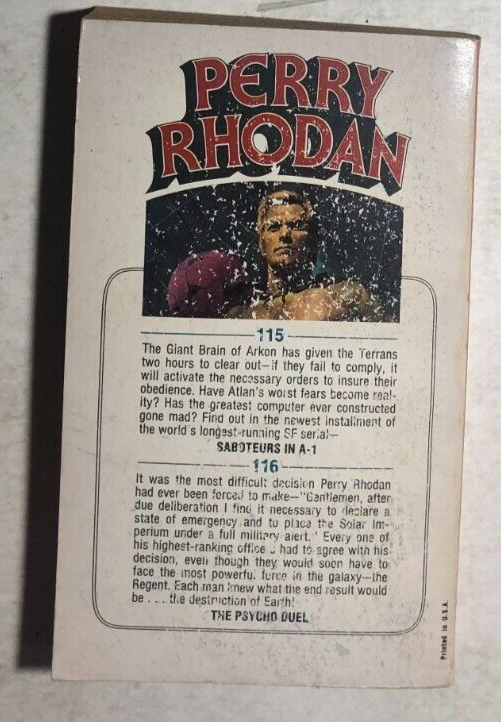 PERRY
RHODAN
115
The Giant Brain of Arkon has given the Terrans
two hours to clear out—if they fail to comply, it
will activate the necessary orders to insure their
obedience. Have Atlan's worst fears become real-
ity? Has the greatest computer ever constructed
gone mad? Find out in the newest installment of
the world's longest-running SF serial—
SABOTEURS IN A-1
116
It was the most difficult decision Perry Rhodan
had ever been forced to make—"Gentlemen, after
due deliberation I find it necessary to declare a
state of emergency and to place the Solar Im-
perium under a full military alert." Every one of
his highest-ranking office had to agree with his
decision, even though they would soon have to
face the most powerful force in the galaxy—the
Regent. Each man knew what the end result would
be . . . the destruction of Earth!
THE PSYCHO DUEL
Printed in U.S.A.